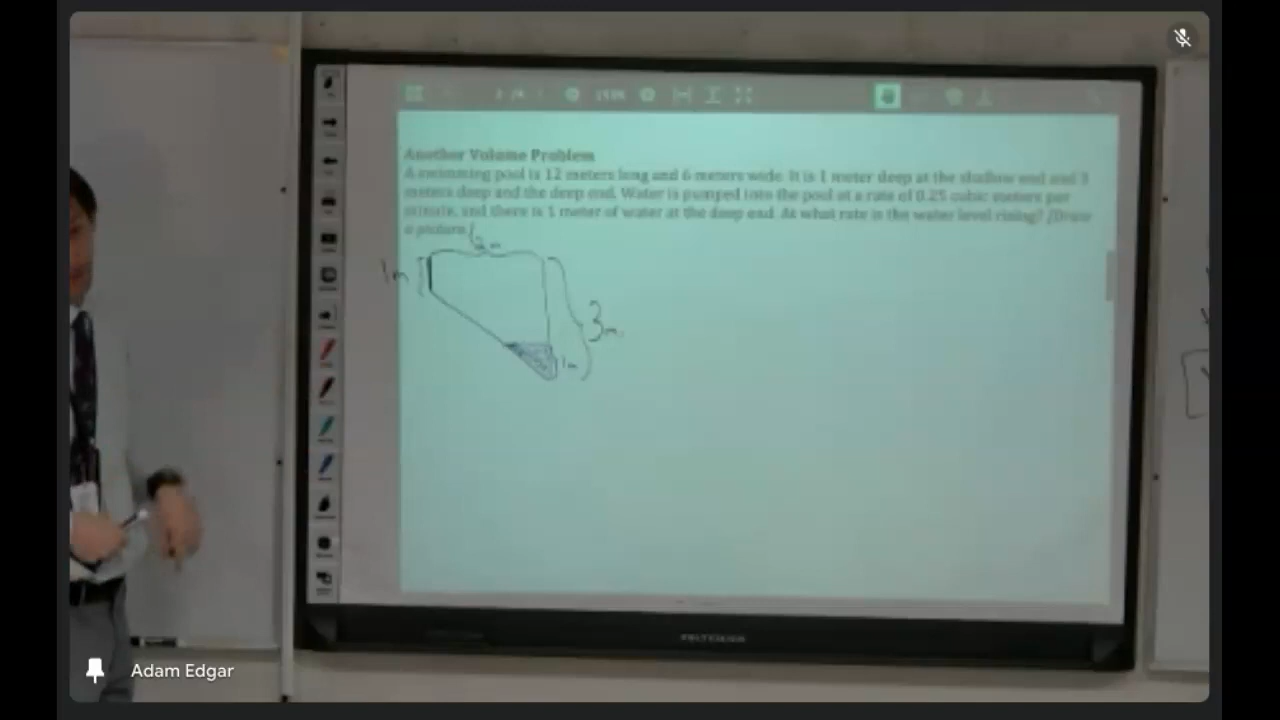 Another Volume Problem
A swimming pool is 12 meters long and 6 meters wide. It is 1 meter deep at the shallow end and 3
meters deep and the deep end. Water is pumped into the pool at a rate of 0.25 cubic meters per
minute, and there is 1 meter of water at the deep end. At what rate is the water level rising? (Draw
a picture)
12m
1m
3m
1m
Adam Edgar